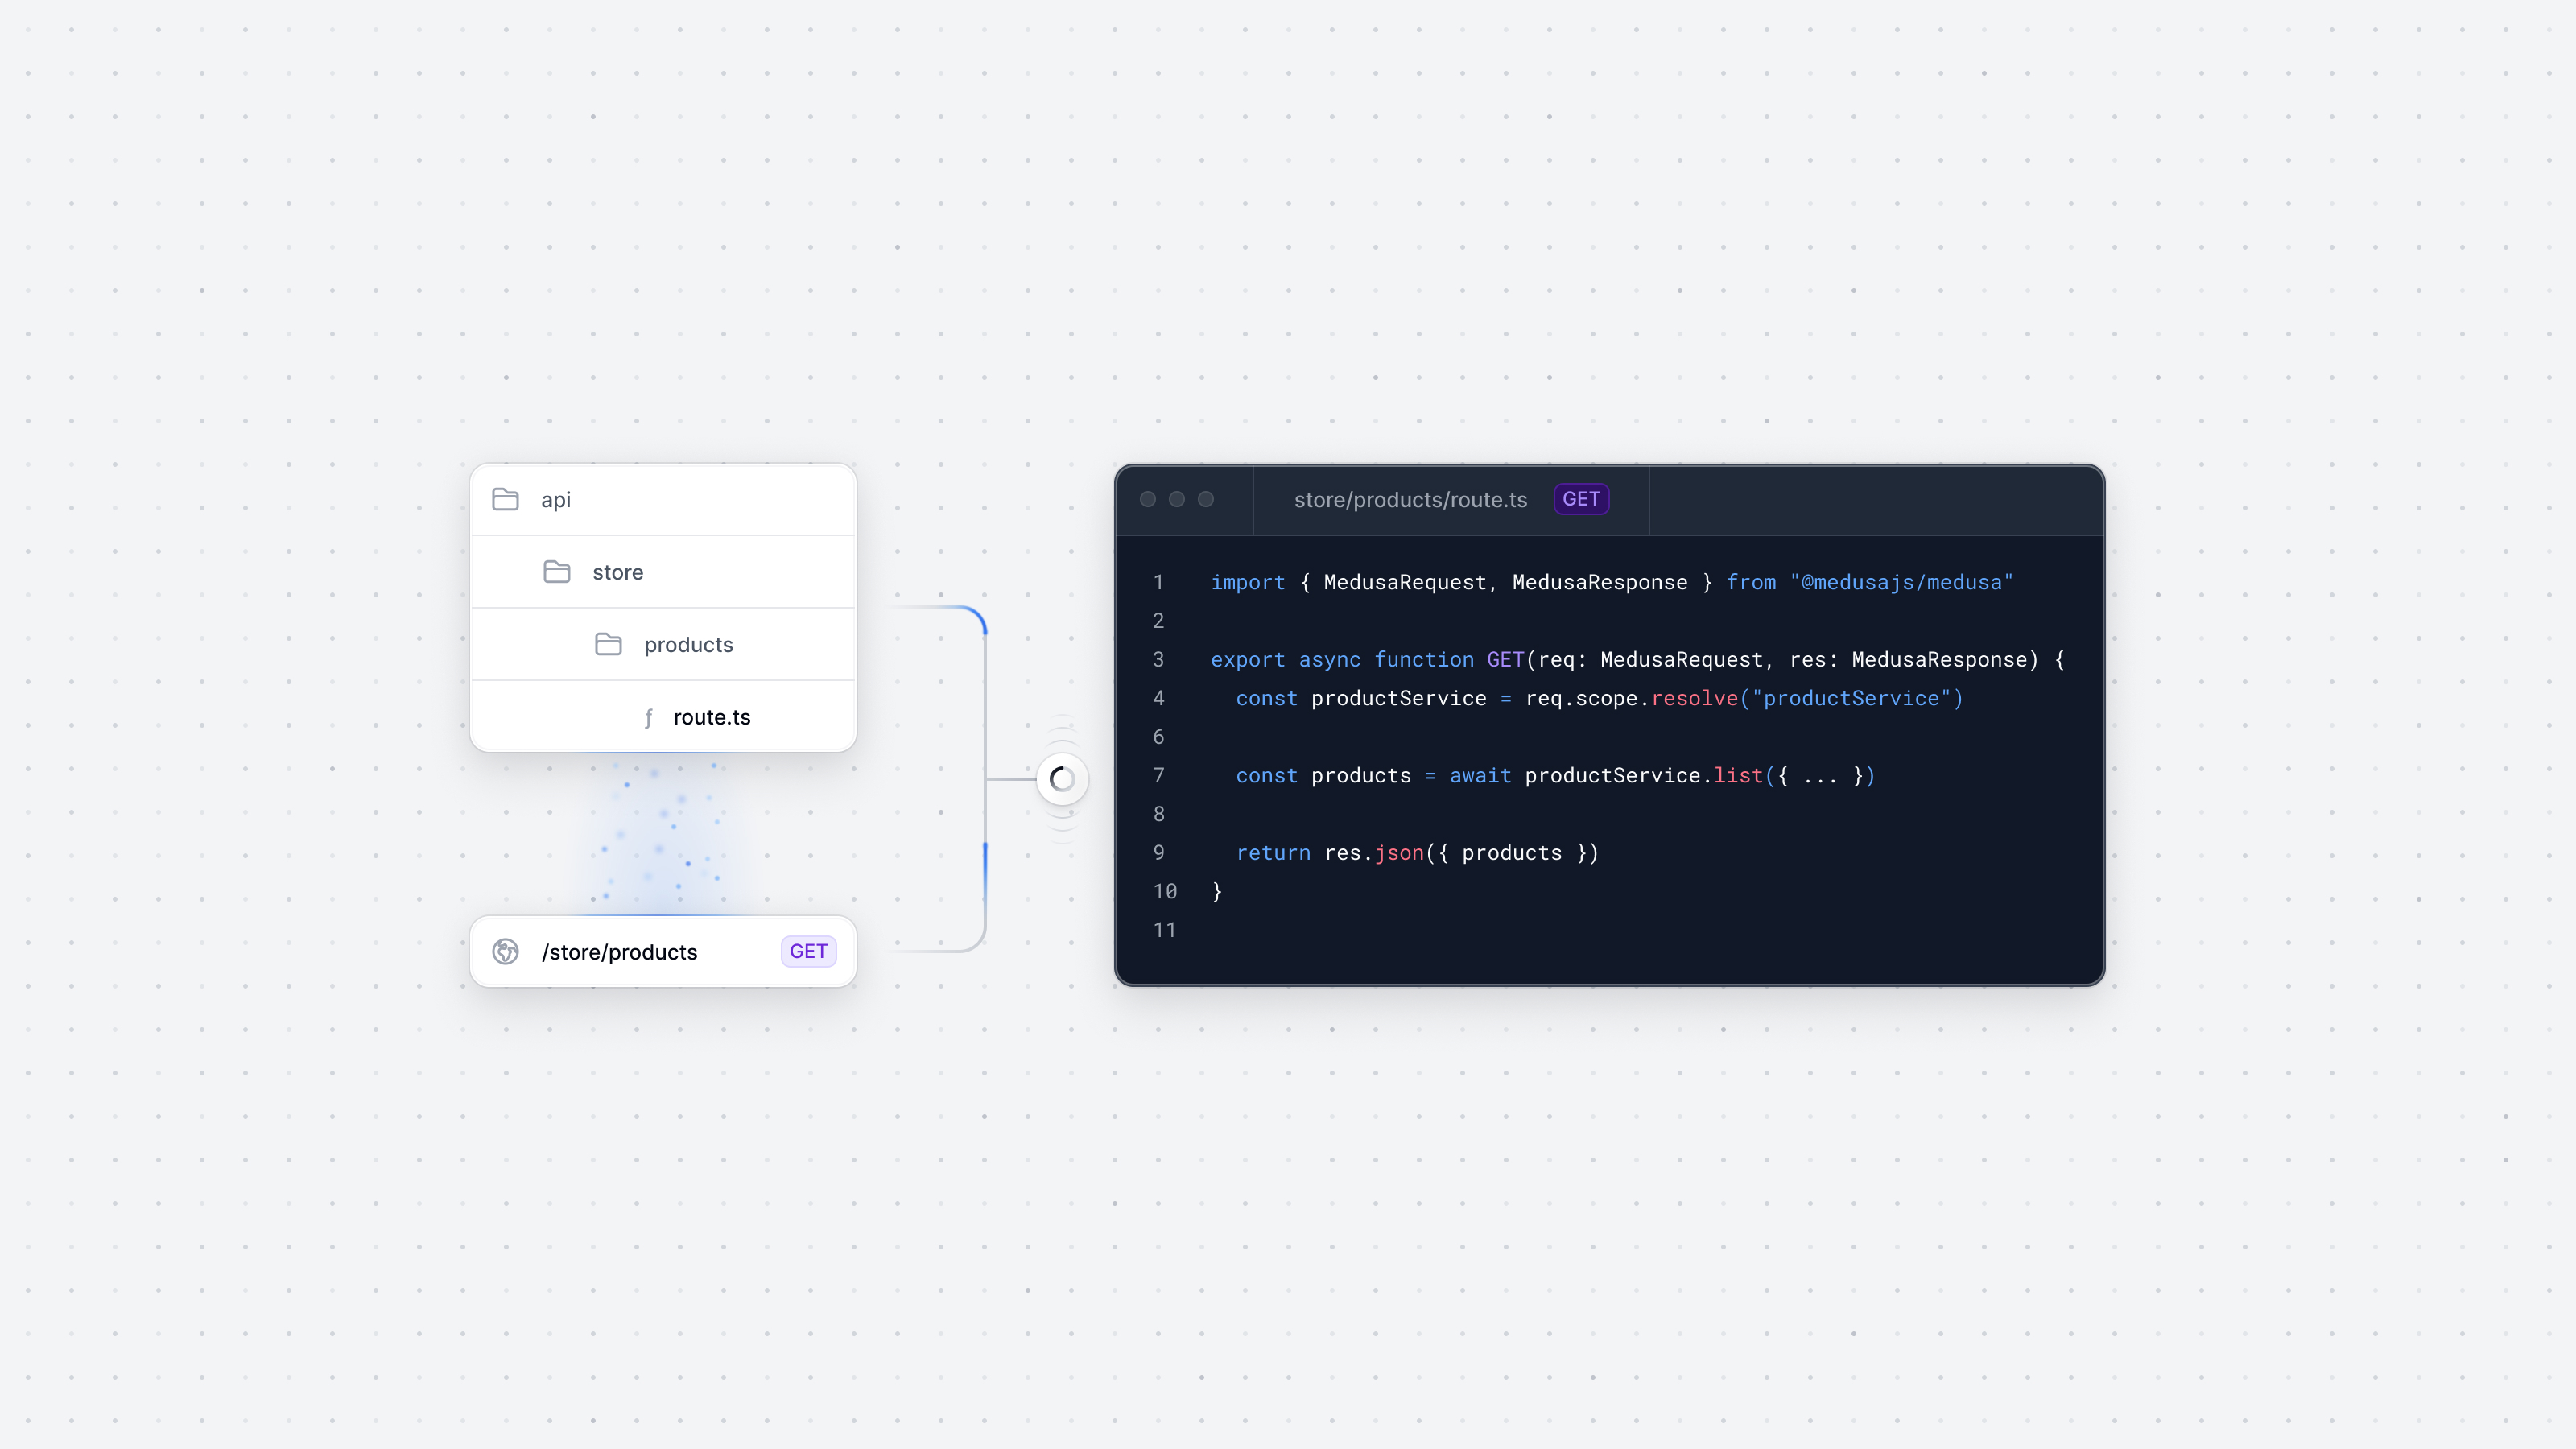 api
store
products
ƒ route.ts
/store/products GET
store/products/route.ts GET
1 import { MedusaRequest, MedusaResponse } from "@medusajs/medusa"
2
3 export async function GET(req: MedusaRequest, res: MedusaResponse) {
4 const productService = req.scope.resolve("productService")
6
7 const products = await productService.list({ ... })
8
9 return res.json({ products })
10 }
11